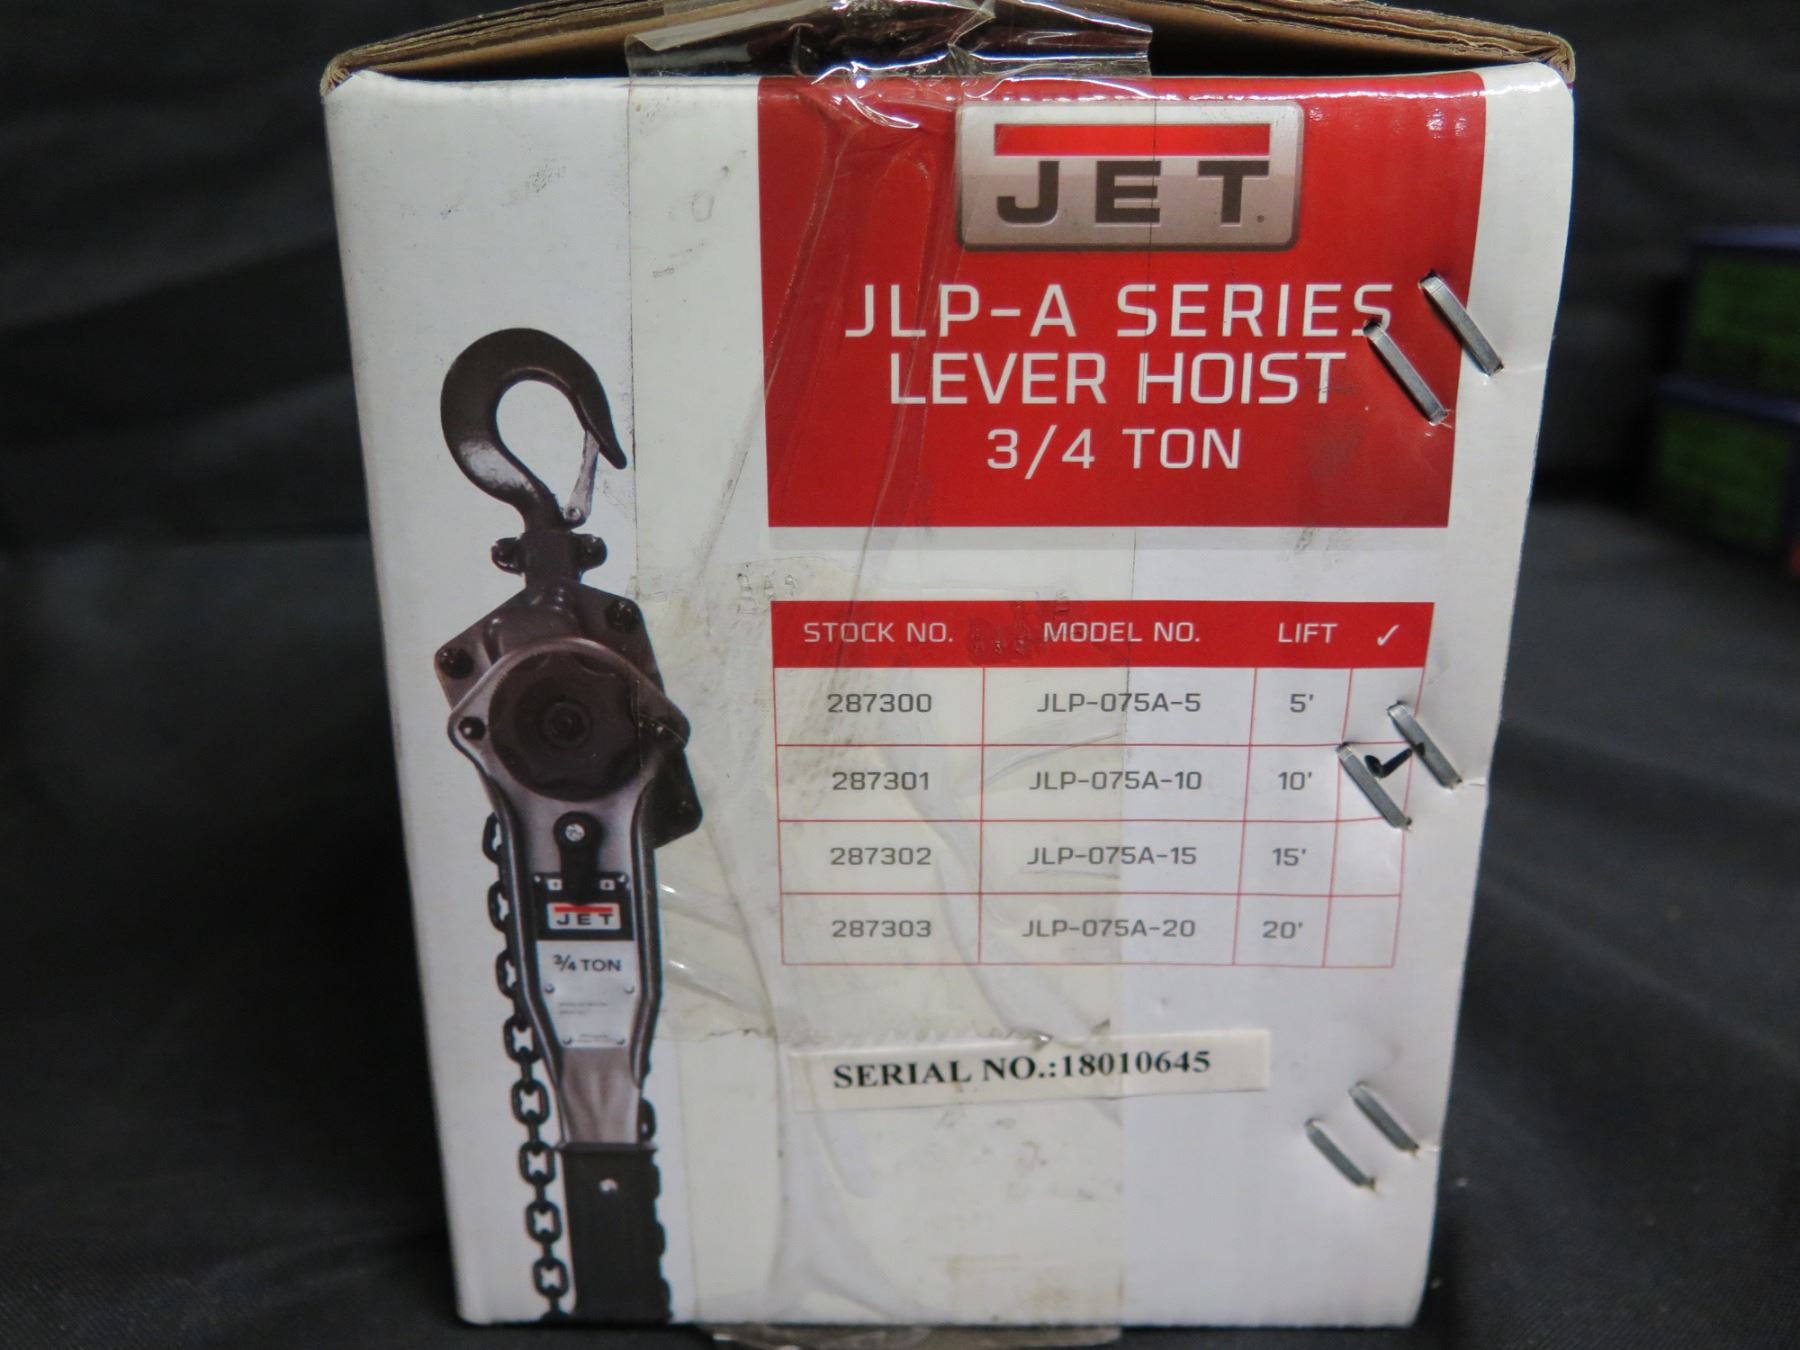 JET
JLP-A SERIES
LEVER HOIST
3/4 TON
STOCK NO. MODEL NO. LIFT ✓
287300 JLP-075A-5 5'
287301 JLP-075A-10 10' ✓
287302 JLP-075A-15 15'
287303 JLP-075A-20 20'
JET
3/4 TON
SERIAL NO.:18010645